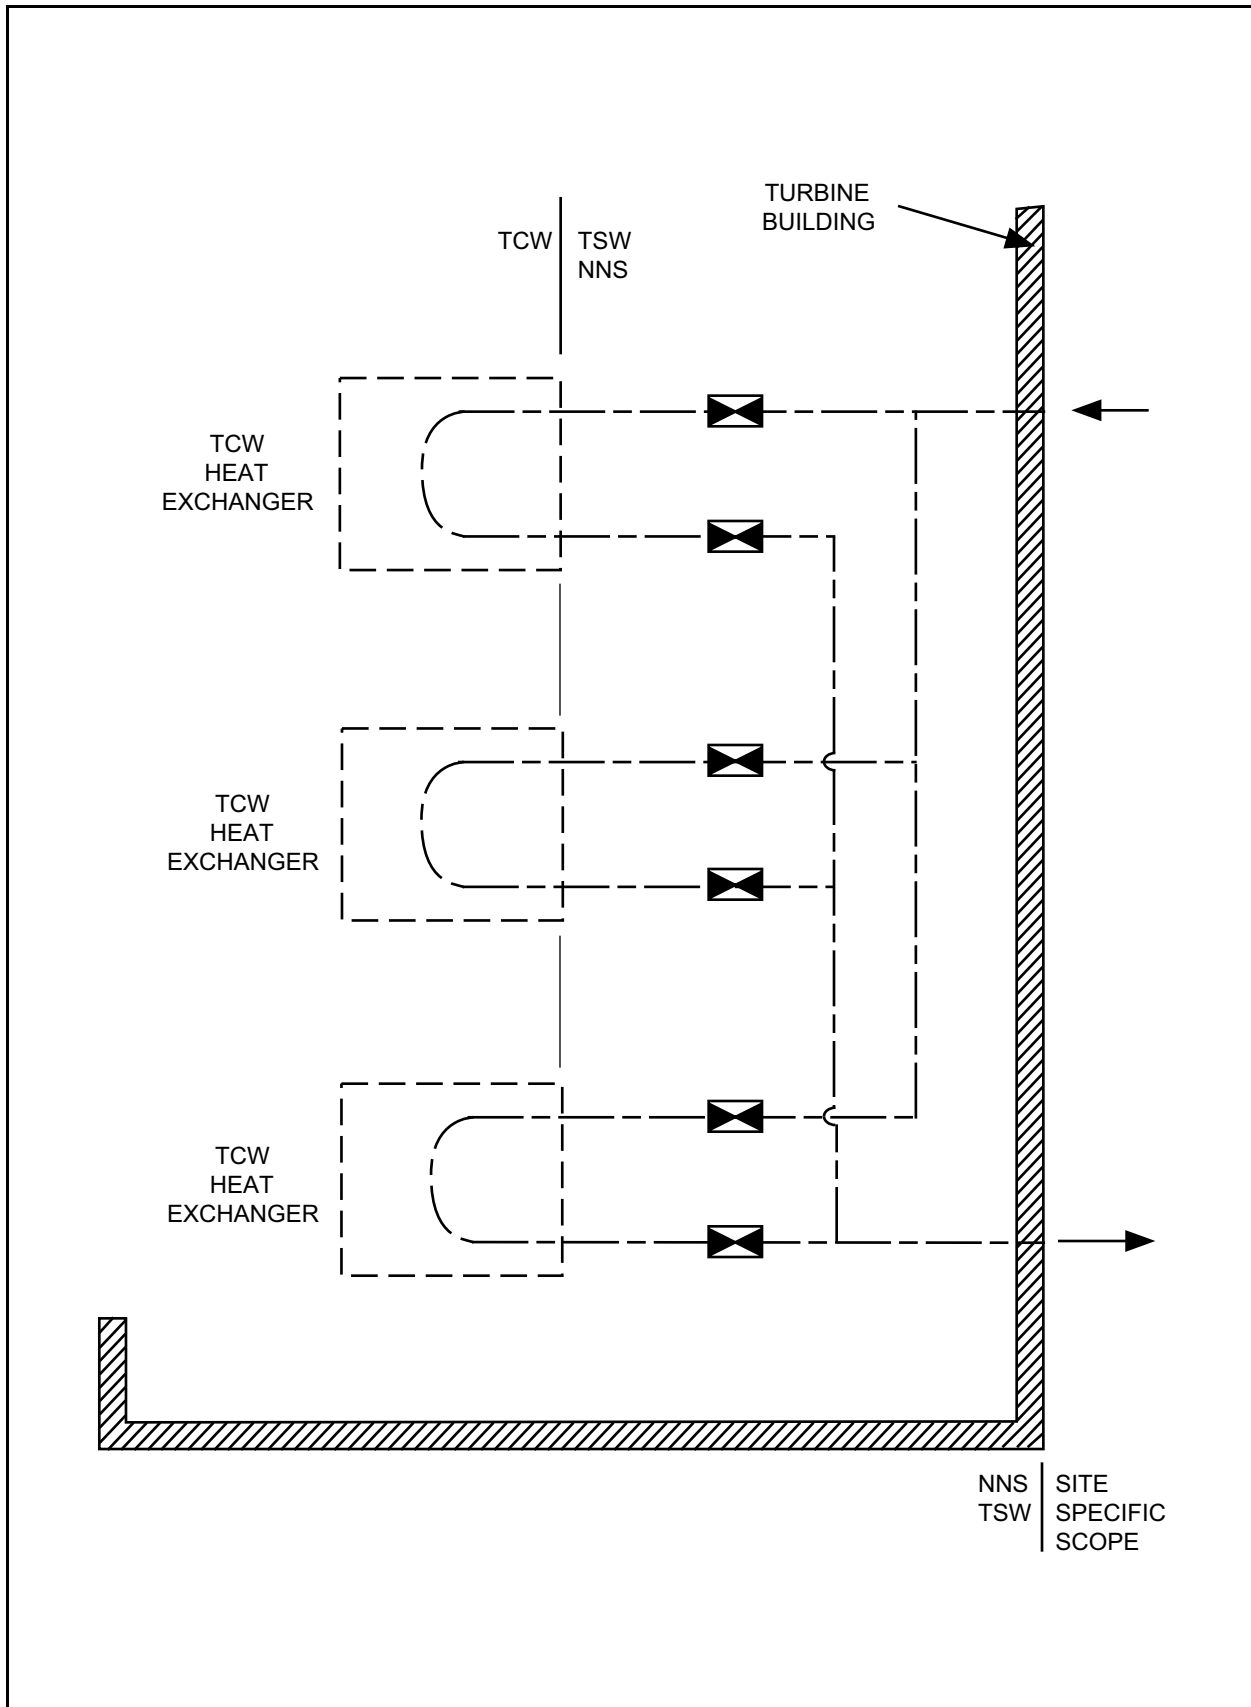 TURBINE
BUILDING
TCW
TSW
NNS
TCW
HEAT
EXCHANGER
TCW
HEAT
EXCHANGER
TCW
HEAT
EXCHANGER
NNS
TSW
SITE
SPECIFIC
SCOPE